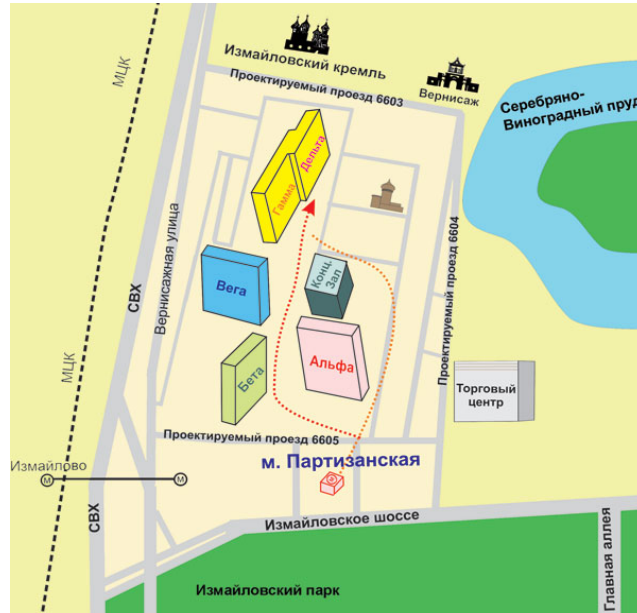 МЦК
Измайловский кремль
Проектируемый проезд 6603
Вернисаж
Серебряно-
Виноградный пруд
Дельта
Гамма
Вернисажная улица
СВХ
Вега
Конц.
Зал
Проектируемый проезд 6604
МЦК
Бета
Альфа
Торговый
центр
Проектируемый проезд 6605
м. Партизанская
Измайлово
М
М
СВХ
Измайловское шоссе
Измайловский парк
Главная аллея